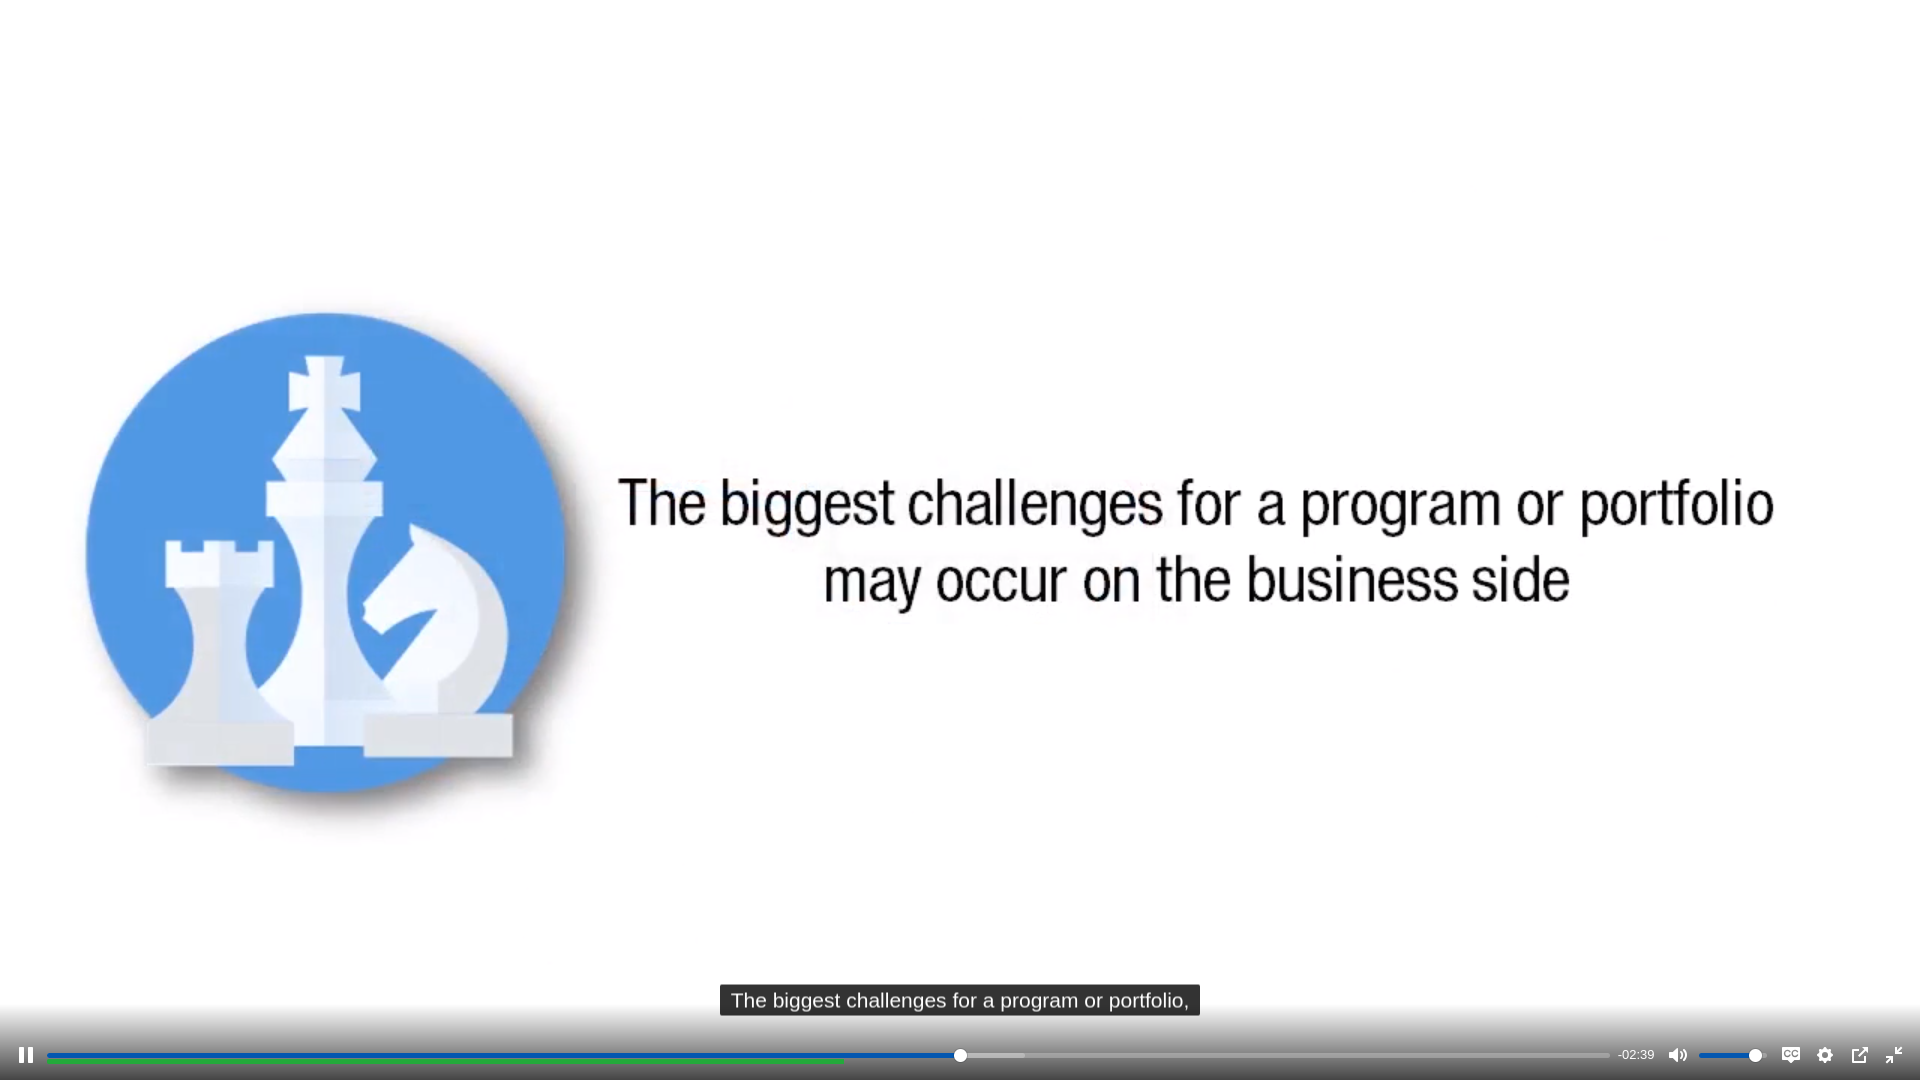 The biggest challenges for a program or portfolio
may occur on the business side
The biggest challenges for a program or portfolio,
-02:39
CC